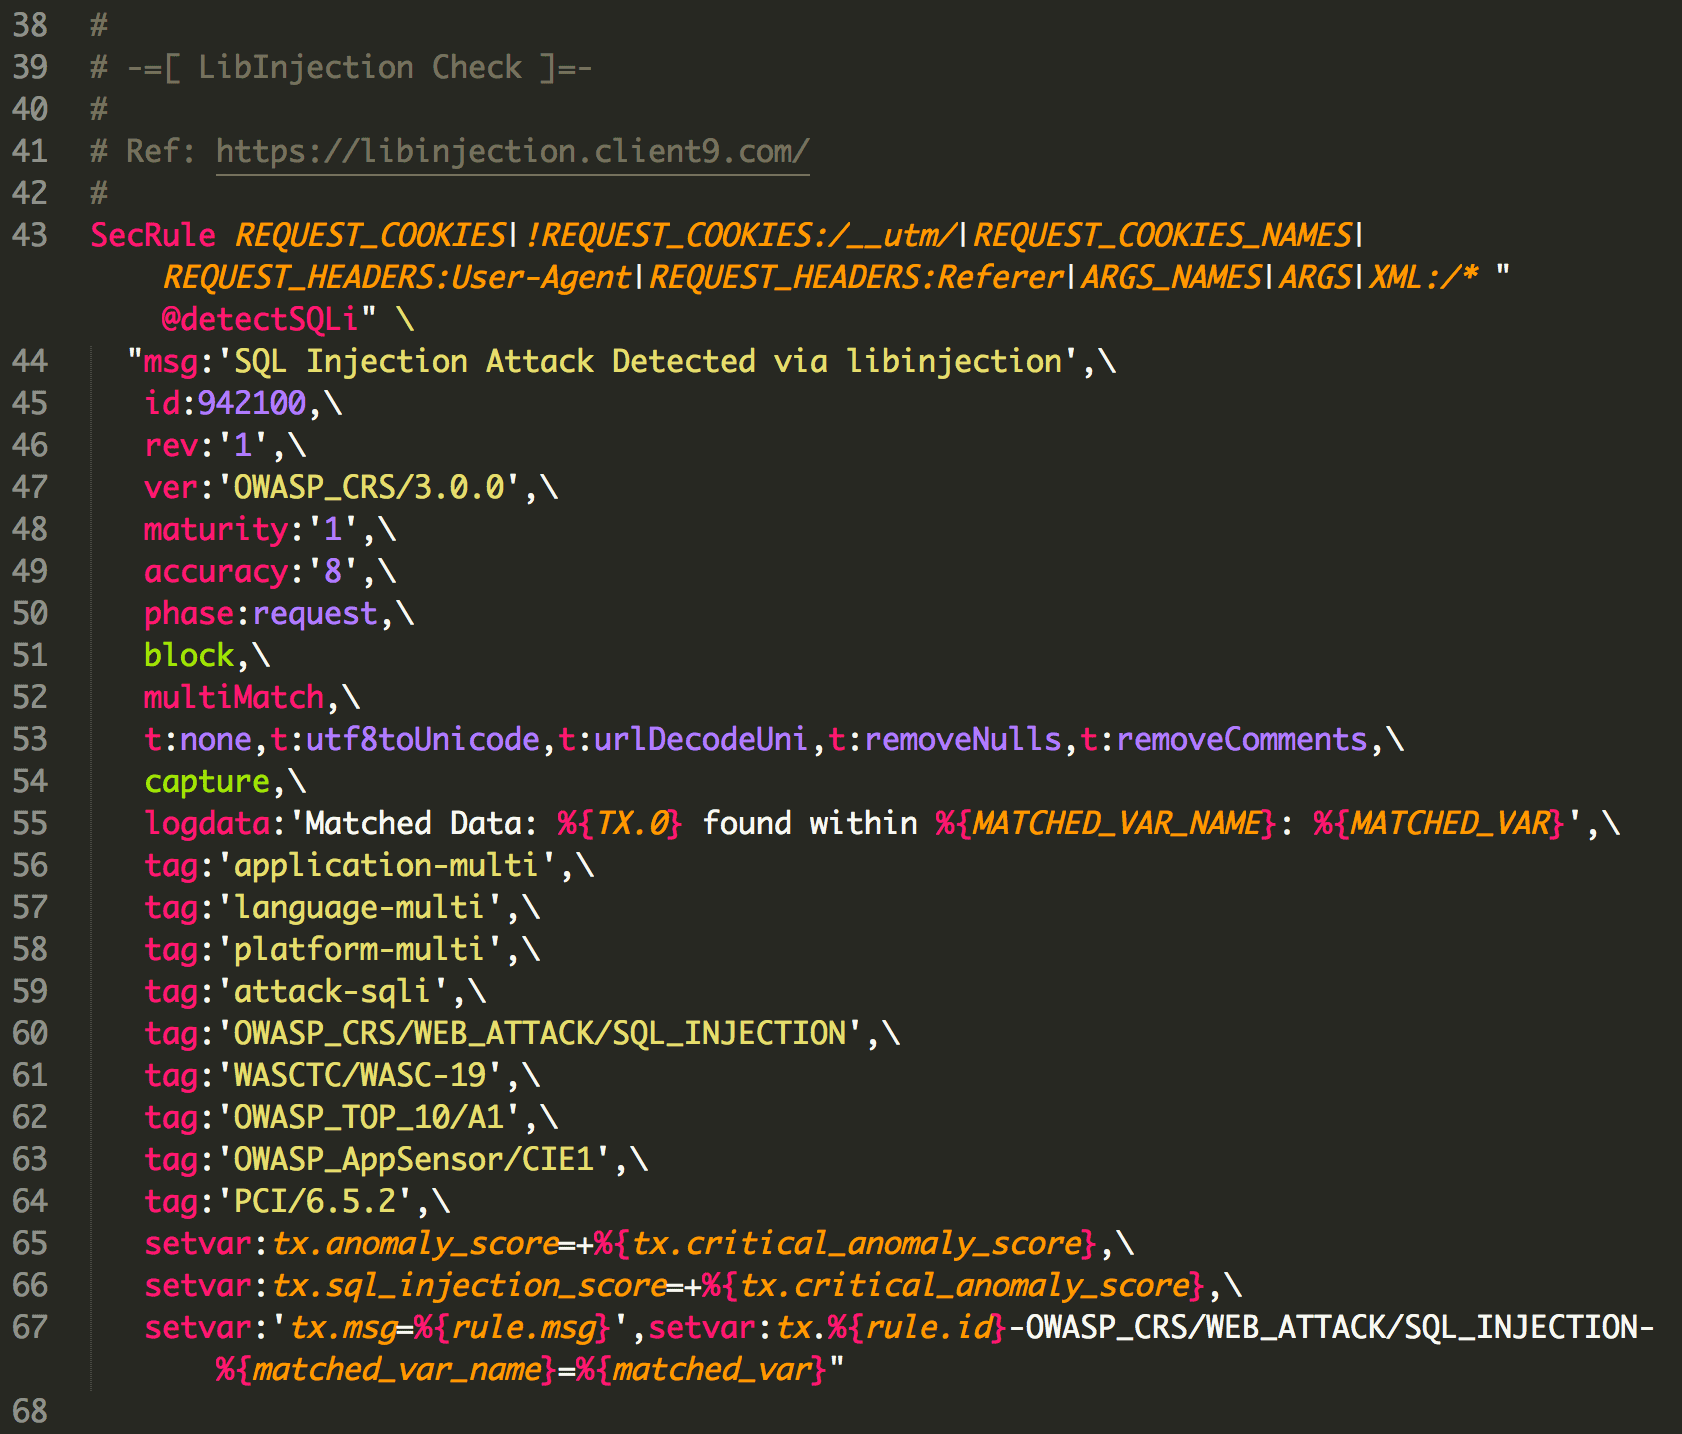 38 #
39 # -=[ LibInjection Check ]=-
40 #
41 # Ref: https://libinjection.client9.com/
42 #
43 SecRule REQUEST_COOKIES|!REQUEST_COOKIES:/__utm/|REQUEST_COOKIES_NAMES|
REQUEST_HEADERS:User-Agent|REQUEST_HEADERS:Referer|ARGS_NAMES|ARGS|XML:/* "
@detectSQLi" \
44 "msg:'SQL Injection Attack Detected via libinjection',\
45 id:942100,\
46 rev:'1',\
47 ver:'OWASP_CRS/3.0.0',\
48 maturity:'1',\
49 accuracy:'8',\
50 phase:request,\
51 block,\
52 multiMatch,\
53 t:none,t:utf8toUnicode,t:urlDecodeUni,t:removeNulls,t:removeComments,\
54 capture,\
55 logdata:'Matched Data: %{TX.0} found within %{MATCHED_VAR_NAME}: %{MATCHED_VAR}',\
56 tag:'application-multi',\
57 tag:'language-multi',\
58 tag:'platform-multi',\
59 tag:'attack-sqli',\
60 tag:'OWASP_CRS/WEB_ATTACK/SQL_INJECTION',\
61 tag:'WASCTC/WASC-19',\
62 tag:'OWASP_TOP_10/A1',\
63 tag:'OWASP_AppSensor/CIE1',\
64 tag:'PCI/6.5.2',\
65 setvar:tx.anomaly_score=+%{tx.critical_anomaly_score},\
66 setvar:tx.sql_injection_score=+%{tx.critical_anomaly_score},\
67 setvar:'tx.msg=%{rule.msg}',setvar:tx.%{rule.id}-OWASP_CRS/WEB_ATTACK/SQL_INJECTION-
%{matched_var_name}=%{matched_var}"
68